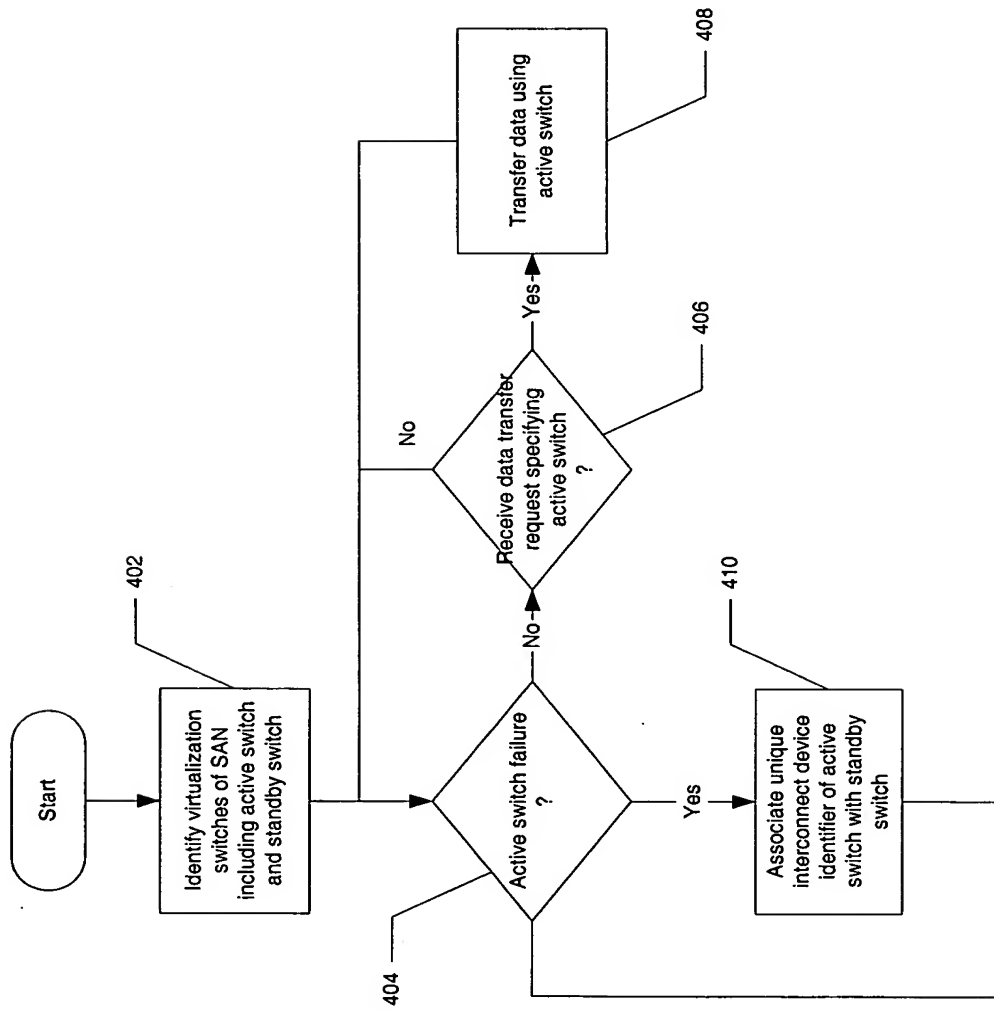 Start
402
Identify virtualization
switches of SAN
including active switch
and standby switch
404
Active switch failure
?
No
Yes
406
Receive data transfer
request specifying
active switch
?
No
Yes
408
Transfer data using
active switch
410
Associate unique
interconnect device
identifier of active
switch with standby
switch